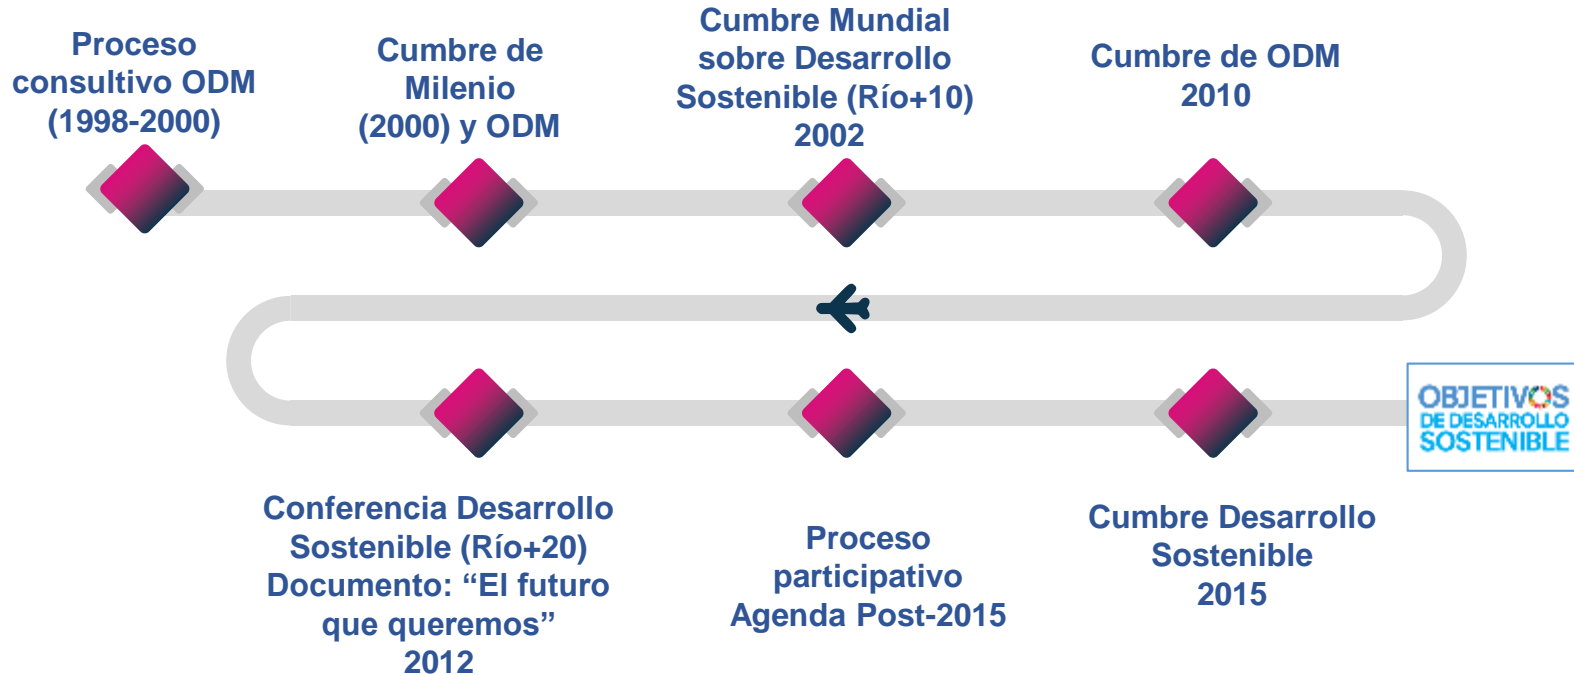 Proceso
consultivo ODM
(1998-2000)
Cumbre de
Milenio
(2000) y ODM
Cumbre Mundial
sobre Desarrollo
Sostenible (Río+10)
2002
Cumbre de ODM
2010
Conferencia Desarrollo
Sostenible (Río+20)
Documento: “El futuro
que queremos”
2012
Proceso
participativo
Agenda Post-2015
Cumbre Desarrollo
Sostenible
2015
OBJETIVOS
DE DESARROLLO
SOSTENIBLE